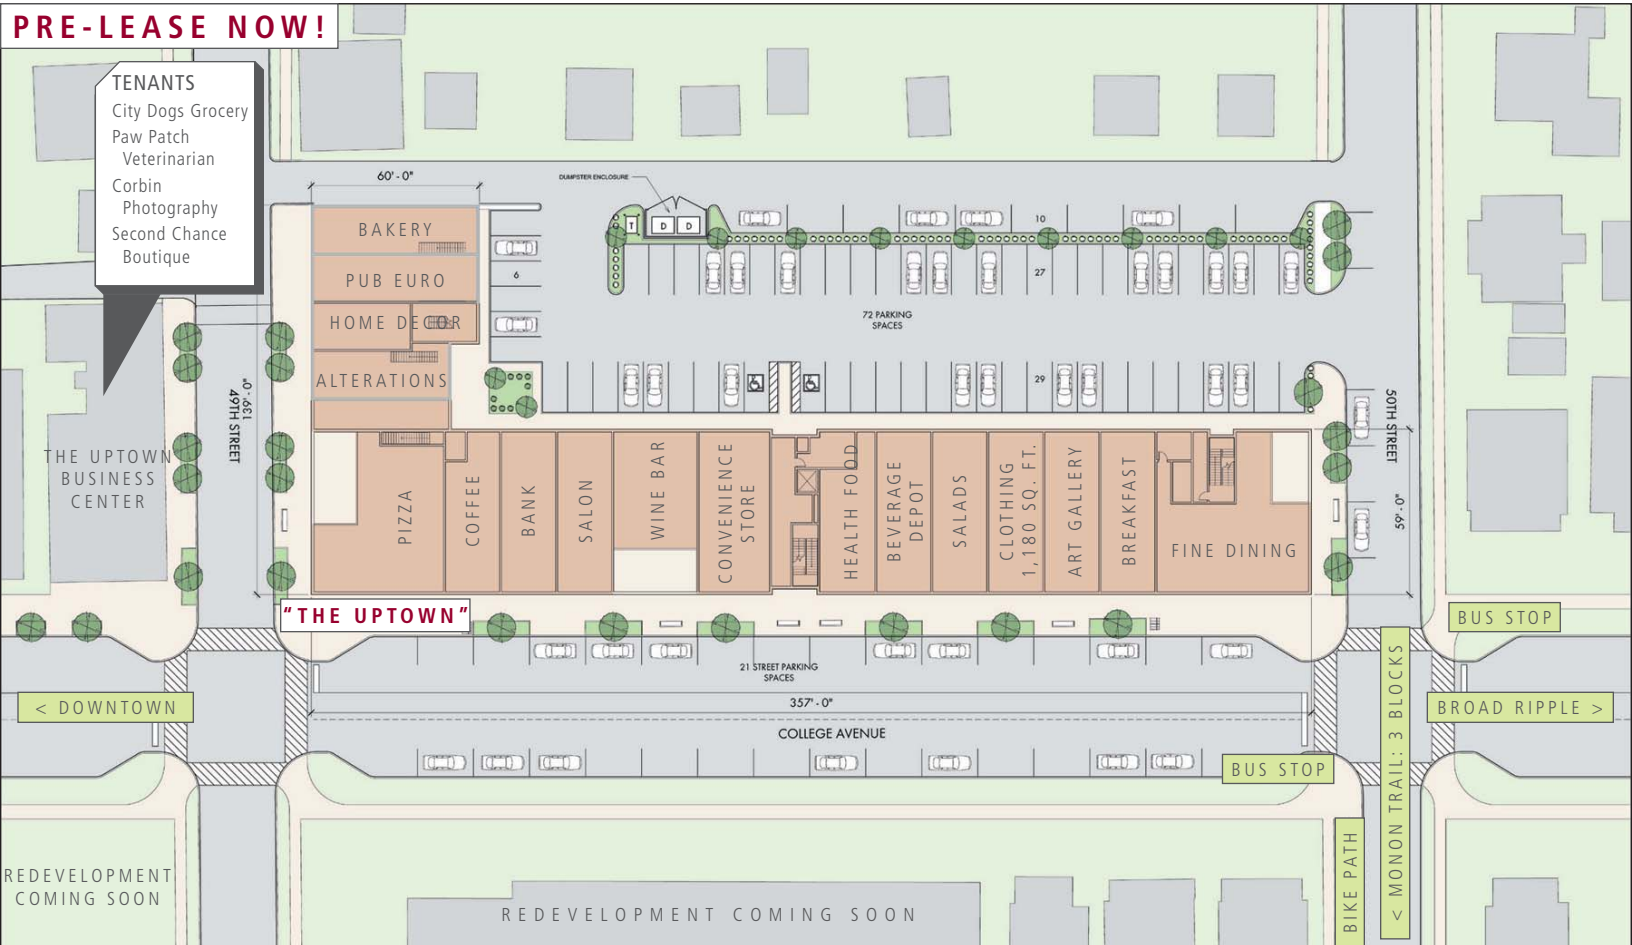 PRE-LEASE NOW!
TENANTS
City Dogs Grocery
Paw Patch
Veterinarian
Corbin
Photography
Second Chance
Boutique
60'-0"
DUMPSTER ENCLOSURE
T
D
D
10
BAKERY
PUB EURO
6
27
HOME DECOR
72 PARKING
SPACES
ALTERATIONS
29
139'-0"
49TH STREET
50TH STREET
THE UPTOWN
BUSINESS
CENTER
PIZZA
COFFEE
BANK
SALON
WINE BAR
CONVENIENCE
STORE
HEALTH FOOD
BEVERAGE
DEPOT
SALADS
CLOTHING
1,180 SQ. FT.
ART GALLERY
BREAKFAST
FINE DINING
59'-0"
"THE UPTOWN"
BUS STOP
21 STREET PARKING
SPACES
< DOWNTOWN
357'-0"
BROAD RIPPLE >
COLLEGE AVENUE
BUS STOP
< MONON TRAIL: 3 BLOCKS
BIKE PATH
REDEVELOPMENT
COMING SOON
REDEVELOPMENT COMING SOON